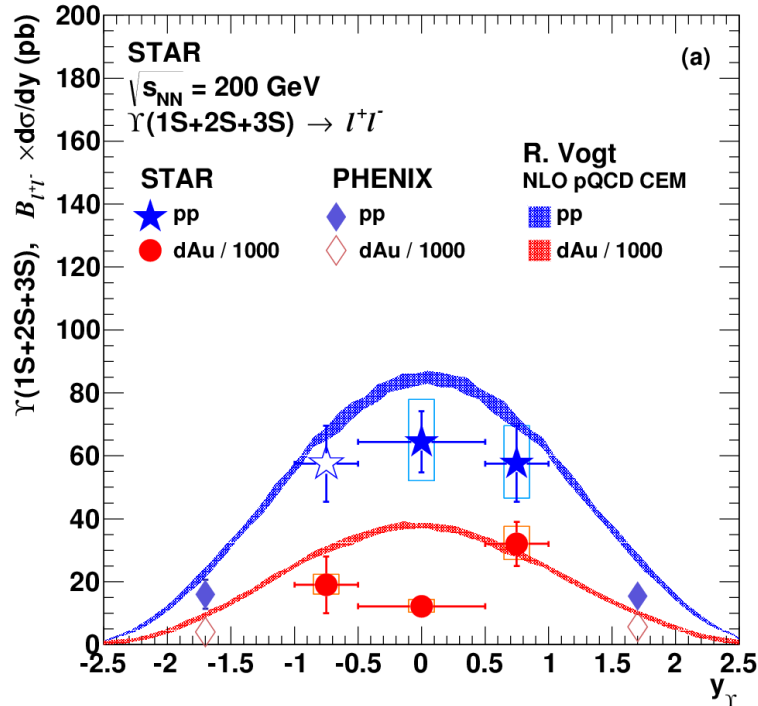 STAR
(a)
√s_NN = 200 GeV
ϒ(1S+2S+3S) → l⁺l⁻
STAR
PHENIX
R. Vogt
NLO pQCD CEM
pp
pp
pp
dAu / 1000
dAu / 1000
dAu / 1000
ϒ(1S+2S+3S), B_l⁺l⁻ ×dσ/dy (pb)
200
180
160
140
120
100
80
60
40
20
0
-2.5 -2 -1.5 -1 -0.5 0 0.5 1 1.5 2 2.5
y_ϒ